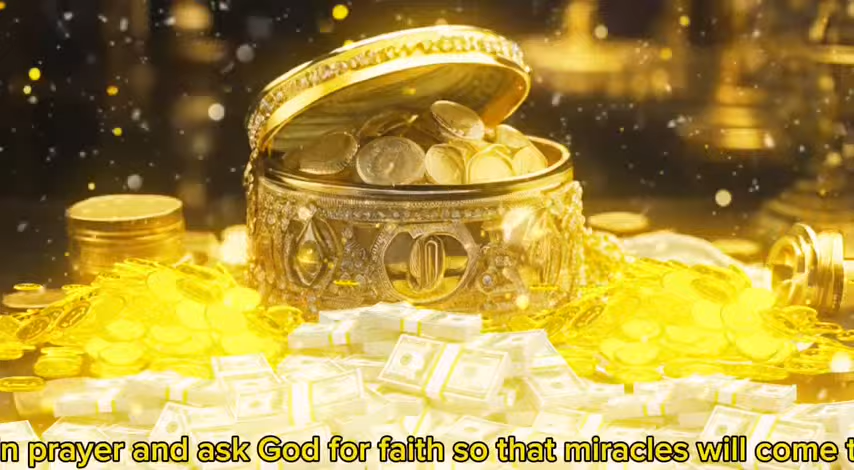 n prayer and ask God for faith so that miracles will come t